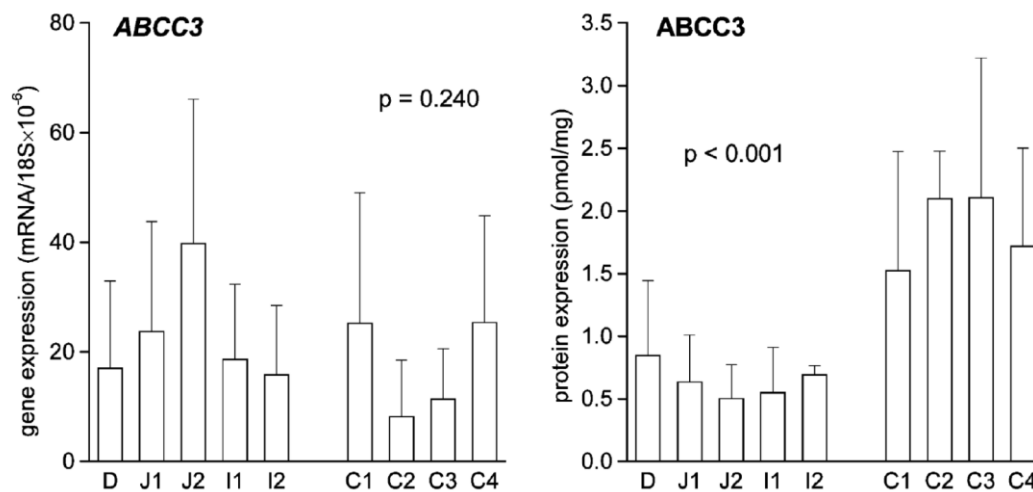 ABCC3
p = 0.240
gene expression (mRNA/18S×10⁻⁶)
80
60
40
20
0
D J1 J2 I1 I2 C1 C2 C3 C4
ABCC3
p < 0.001
protein expression (pmol/mg)
3.5
3.0
2.5
2.0
1.5
1.0
0.5
0.0
D J1 J2 I1 I2 C1 C2 C3 C4